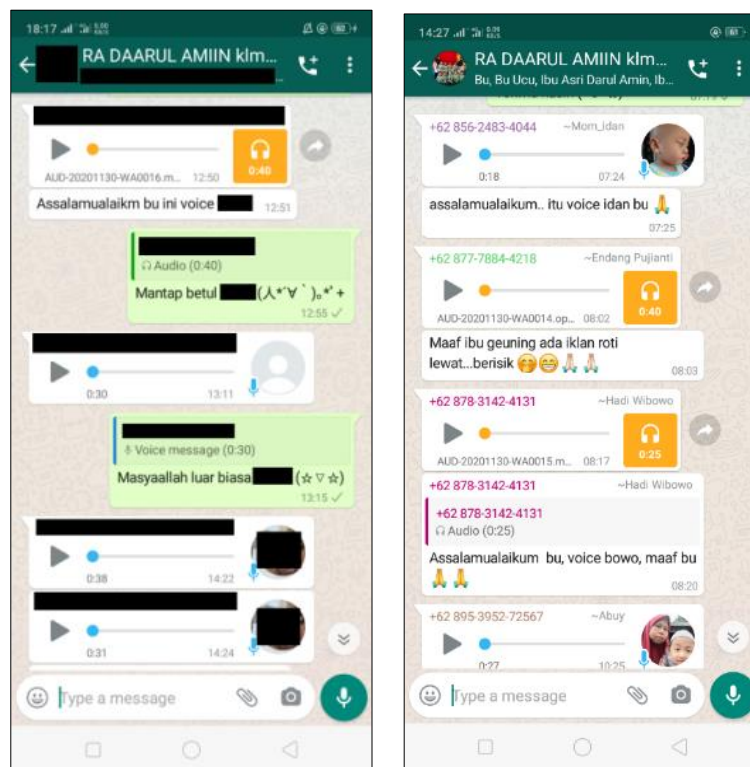 18:17
RA DAARUL AMIIN klm...
AUD-20201130-WA0016.m... 12:50
0:40
Assalamualaikm bu ini voice
12:51
Audio (0:40)
Mantap betul (人*´∀｀)。*ﾟ+
12:55
0:30 13:11
Voice message (0:30)
Masyaallah luar biasa (☆▽☆)
13:15
0:38 14:22
0:31 14:24
Type a message
14:27
RA DAARUL AMIIN klm...
Bu, Bu Ucu, Ibu Asri Darul Amin, Ib...
+62 856-2483-4044 ~Mom_idan
0:18 07:24
assalamualaikum.. itu voice idan bu 🙏
07:25
+62 877-7884-4218 ~Endang Pujianti
AUD-20201130-WA0014.op... 08:02
0:40
Maaf ibu geuning ada iklan roti
lewat...berisik 🤭😁🙏🙏
08:03
+62 878-3142-4131 ~Hadi Wibowo
AUD-20201130-WA0015.m... 08:17
0:25
+62 878-3142-4131 ~Hadi Wibowo
+62 878-3142-4131
Audio (0:25)
Assalamualaikum bu, voice bowo, maaf bu
🙏🙏
08:20
+62 895-3952-72567 ~Abuy
0:27 10:25
Type a message